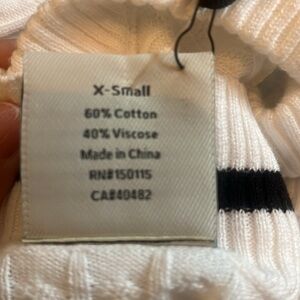 X-Small
60% Cotton
40% Viscose
Made in China
RN#150115
CA#40482